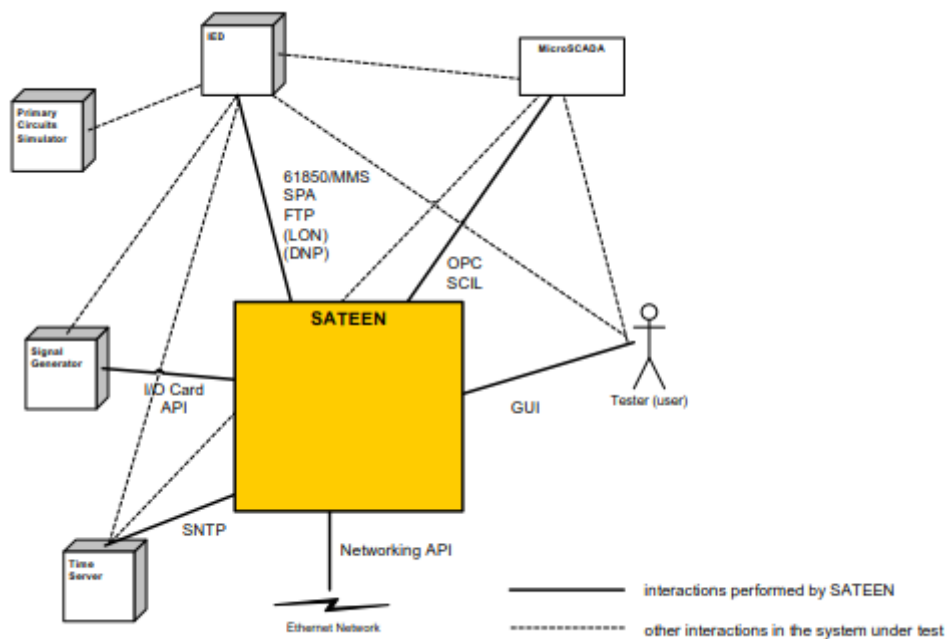 IED
MicroSCADA
Primary
Circuits
Simulator
61850/MMS
SPA
FTP
(LON)
(DNP)
OPC
SCIL
SATEEN
Signal
Generator
I/O Card
API
GUI
Tester (user)
SNTP
Networking API
Time
Server
Ethernet Network
interactions performed by SATEEN
other interactions in the system under test